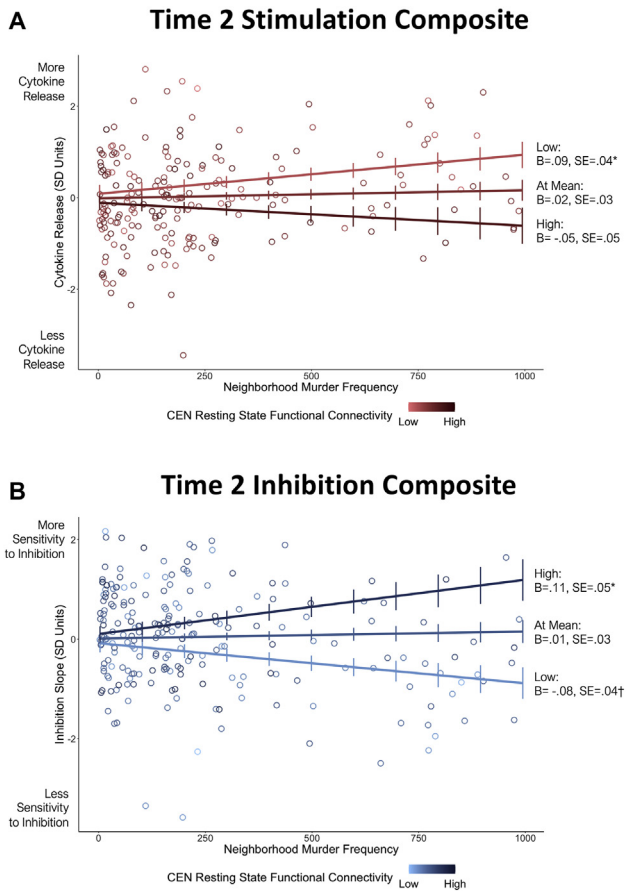 A
Time 2 Stimulation Composite
More
Cytokine
Release
2
0
-2
Cytokine Release (SD Units)
Less
Cytokine
Release
Low:
B=.09, SE=.04*
At Mean:
B=.02, SE=.03
High:
B= -.05, SE=.05
0
250
500
750
1000
Neighborhood Murder Frequency
CEN Resting State Functional Connectivity
Low High
B
Time 2 Inhibition Composite
More
Sensitivity
to Inhibition
2
0
-2
Inhibition Slope (SD Units)
Less
Sensitivity
to Inhibition
High:
B=.11, SE=.05*
At Mean:
B=.01, SE=.03
Low:
B= -.08, SE=.04†
0
250
500
750
1000
Neighborhood Murder Frequency
CEN Resting State Functional Connectivity
Low High